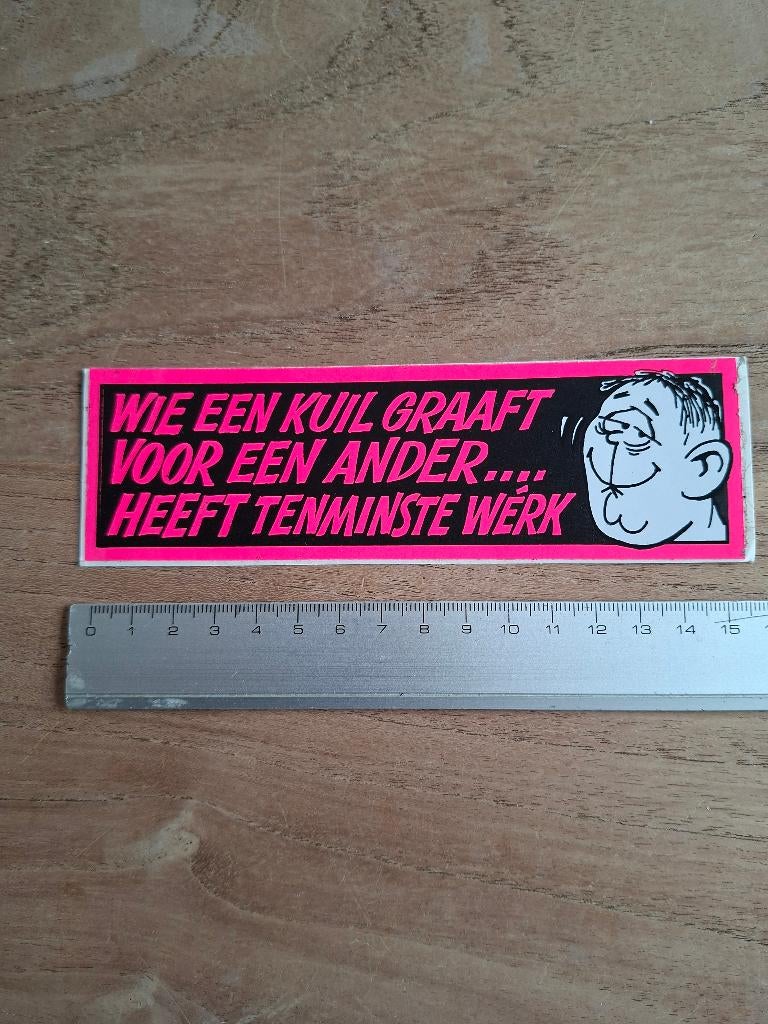 WIE EEN KUIL GRAAFT
VOOR EEN ANDER....
HEEFT TENMINSTE WÉRK
0 1 2 3 4 5 6 7 8 9 10 11 12 13 14 15